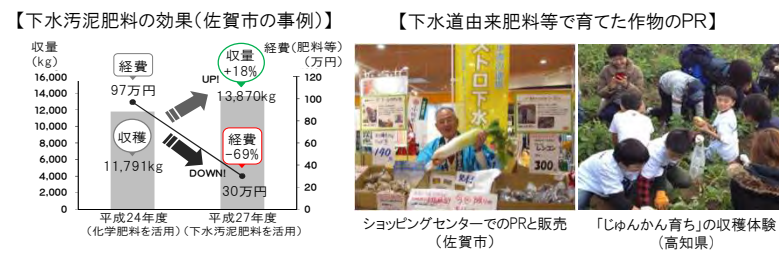 【下水汚泥肥料の効果(佐賀市の事例)】
【下水道由来肥料等で育てた作物のPR】
収量
(kg)
経費(肥料等)
(万円)
16,000
14,000
12,000
10,000
8,000
6,000
4,000
2,000
0
120
100
80
60
40
20
0
経費
97万円
収穫
11,791kg
UP!
収量
+18%
13,870kg
経費
-69%
DOWN!
30万円
平成24年度
(化学肥料を活用)
平成27年度
(下水汚泥肥料を活用)
ストロ下水
190
300
ショッピングセンターでのPRと販売
(佐賀市)
「じゅんかん育ち」の収穫体験
(高知県)